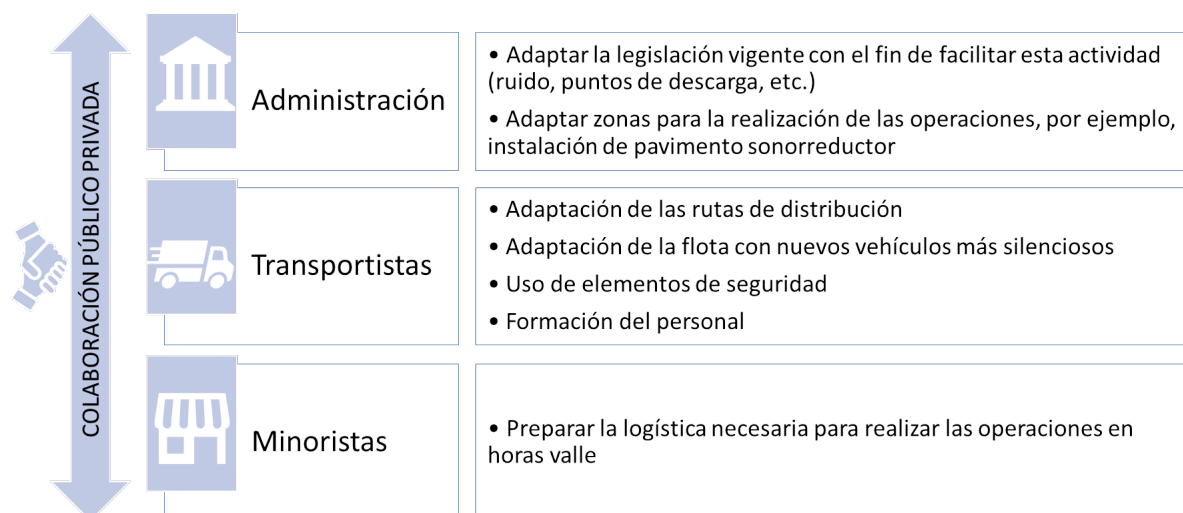 COLABORACIÓN PÚBLICO PRIVADA
Administración
• Adaptar la legislación vigente con el fin de facilitar esta actividad
(ruido, puntos de descarga, etc.)
• Adaptar zonas para la realización de las operaciones, por ejemplo,
instalación de pavimento sonorreductor
Transportistas
• Adaptación de las rutas de distribución
• Adaptación de la flota con nuevos vehículos más silenciosos
• Uso de elementos de seguridad
• Formación del personal
Minoristas
• Preparar la logística necesaria para realizar las operaciones en
horas valle